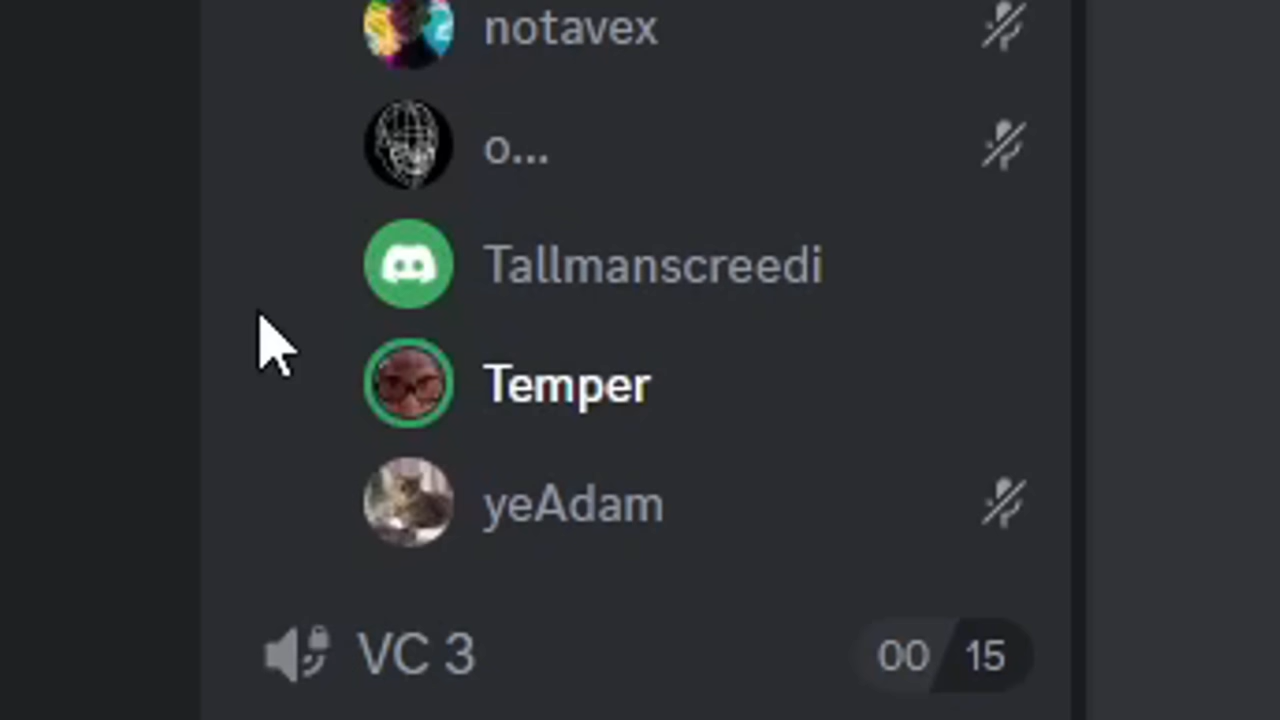 notavex
o...
Tallmanscreedi
Temper
yeAdam
VC 3 00 15